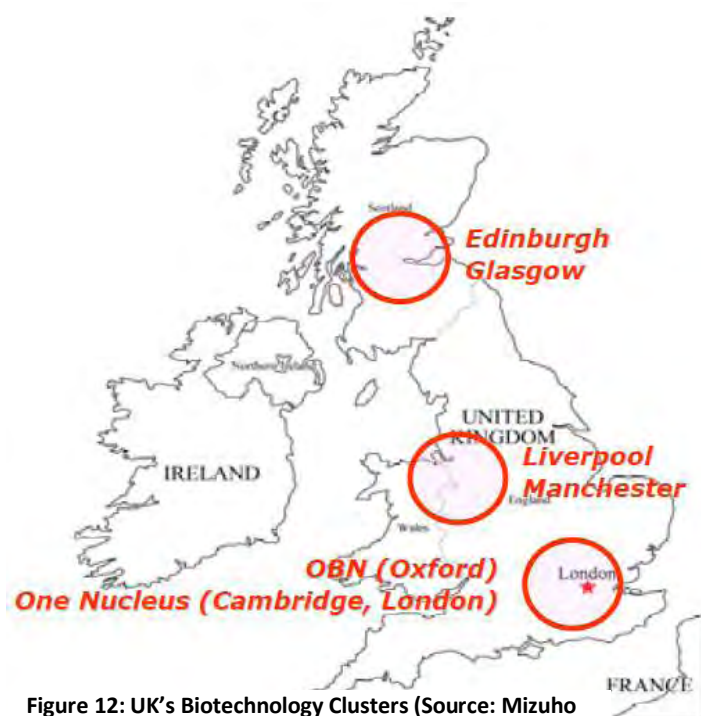 Scotland
Edinburgh
Glasgow
Northern Ireland
UNITED
KINGDOM
IRELAND
Liverpool
Manchester
England
Wales
OBN (Oxford)
One Nucleus (Cambridge, London)
London
FRANCE
Figure 12: UK's Biotechnology Clusters (Source: Mizuho